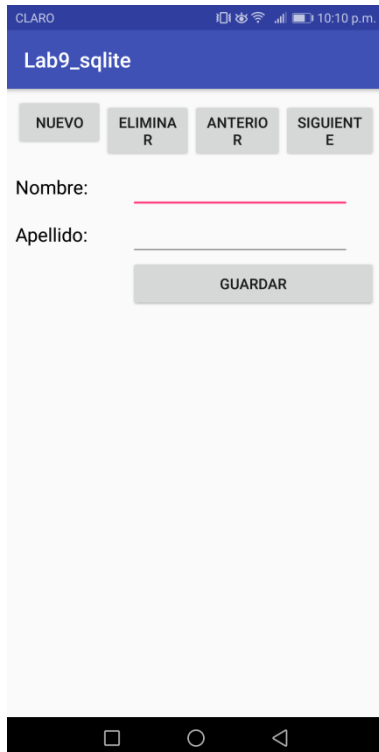 CLARO 10:10 p.m.
Lab9_sqlite
NUEVO ELIMINA ANTERIO SIGUIENT
R R E
Nombre:
Apellido:
GUARDAR